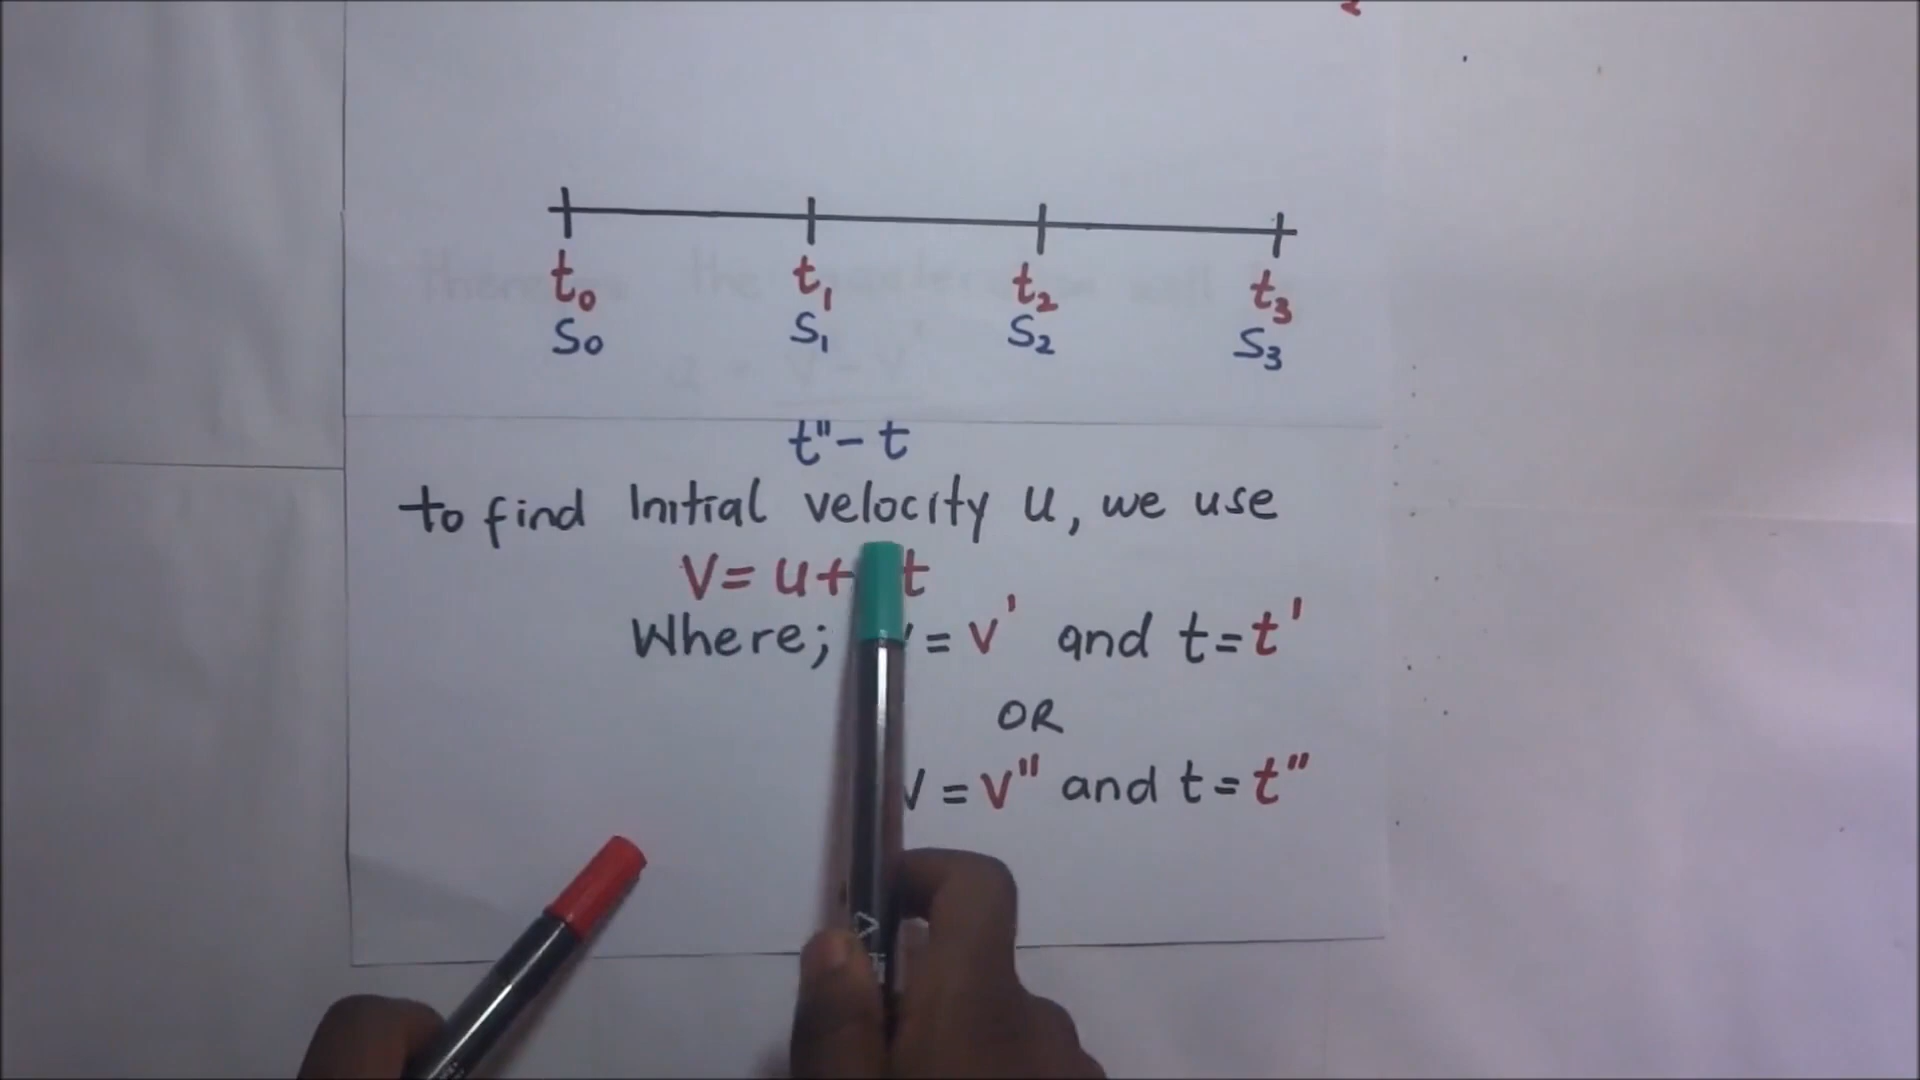 t₀ t₁ t₂ t₃
S₀ S₁ S₂ S₃
t"- t
to find Initial velocity u, we use
V= u+ t
Where; = v' and t= t'
OR
V = v" and t= t"